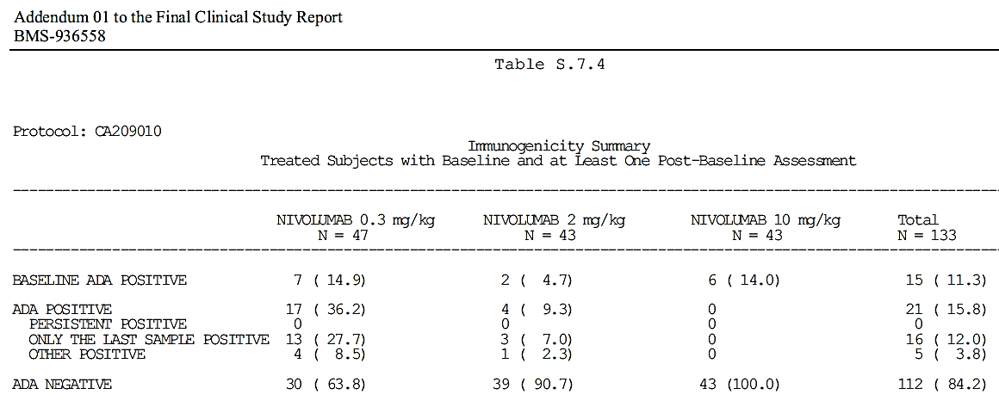 Addendum 01 to the Final Clinical Study Report
BMS-936558
Table S.7.4
Protocol: CA209010
Immunogenicity Summary
Treated Subjects with Baseline and at Least One Post-Baseline Assessment
NIVOLUMAB 0.3 mg/kg NIVOLUMAB 2 mg/kg NIVOLUMAB 10 mg/kg Total
N = 47 N = 43 N = 43 N = 133
BASELINE ADA POSITIVE 7 ( 14.9) 2 ( 4.7) 6 ( 14.0) 15 ( 11.3)
ADA POSITIVE 17 ( 36.2) 4 ( 9.3) 0 21 ( 15.8)
PERSISTENT POSITIVE 0 0 0 0
ONLY THE LAST SAMPLE POSITIVE 13 ( 27.7) 3 ( 7.0) 0 16 ( 12.0)
OTHER POSITIVE 4 ( 8.5) 1 ( 2.3) 0 5 ( 3.8)
ADA NEGATIVE 30 ( 63.8) 39 ( 90.7) 43 (100.0) 112 ( 84.2)